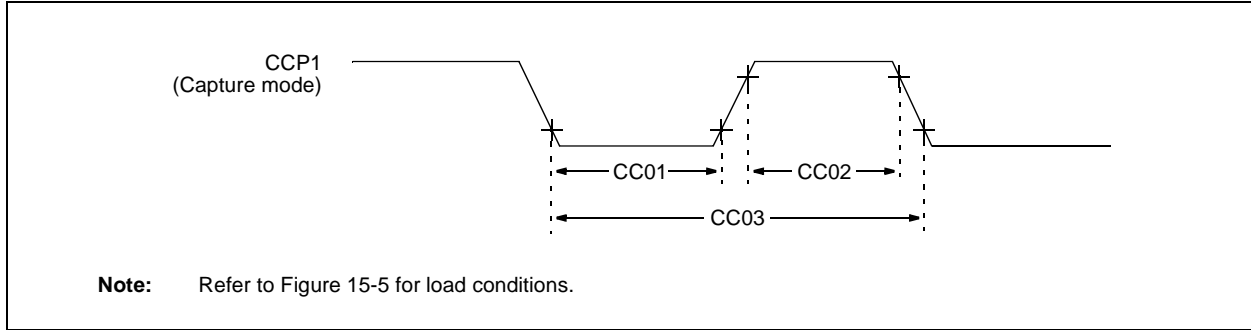 CCP1
(Capture mode)
CC01
CC02
CC03
Note: Refer to Figure 15-5 for load conditions.